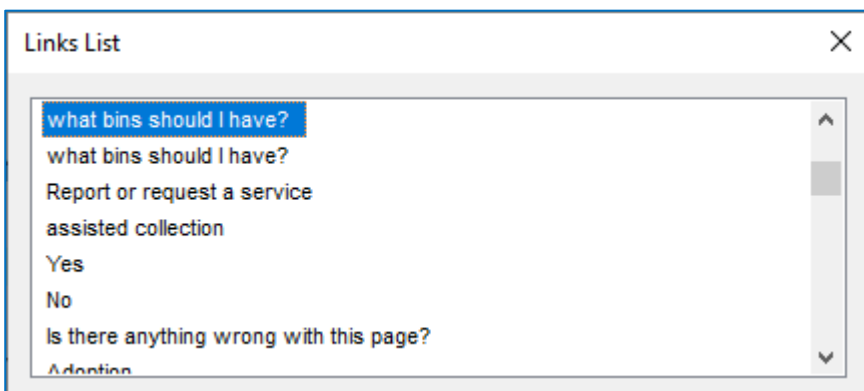 Links List
what bins should I have?
what bins should I have?
Report or request a service
assisted collection
Yes
No
Is there anything wrong with this page?
Adoption